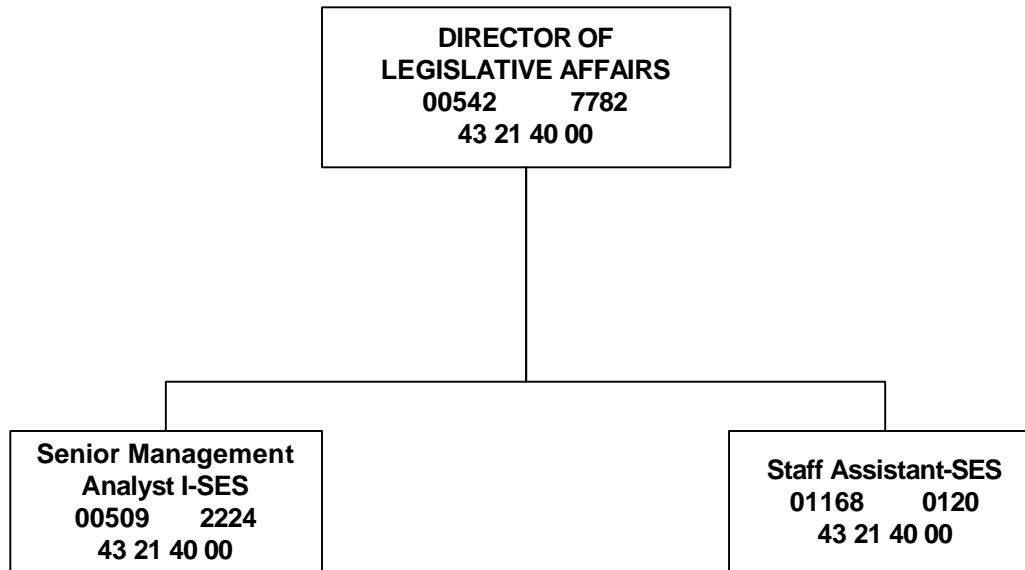 DIRECTOR OF
LEGISLATIVE AFFAIRS
00542 7782
43 21 40 00
Senior Management
Analyst I-SES
00509 2224
43 21 40 00
Staff Assistant-SES
01168 0120
43 21 40 00